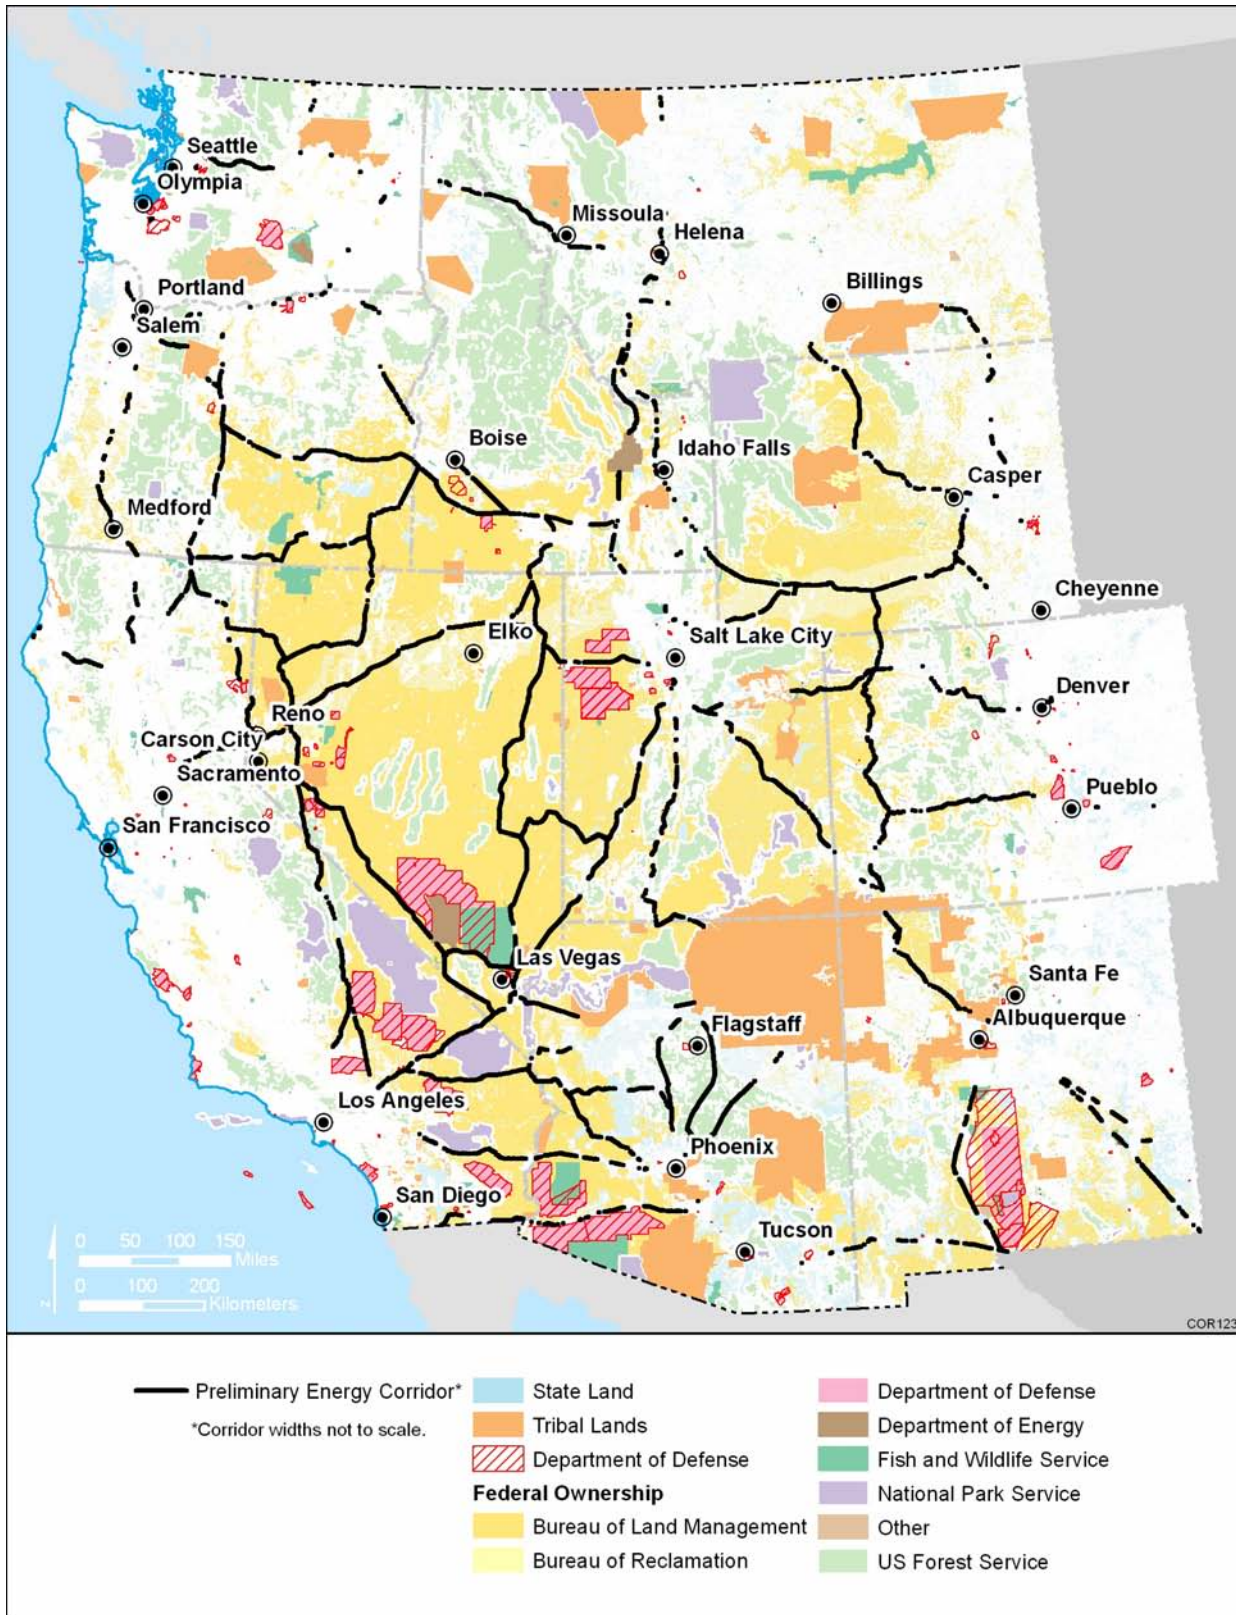 Seattle
Olympia
Missoula
Helena
Portland
Billings
Salem
Boise
Idaho Falls
Casper
Medford
Cheyenne
Elko
Salt Lake City
Denver
Reno
Carson City
Sacramento
Pueblo
San Francisco
Las Vegas
Santa Fe
Flagstaff
Albuquerque
Los Angeles
Phoenix
San Diego
Tucson
0 50 100 150
Miles
0 100 200
Kilometers
N
COR123
Preliminary Energy Corridor*
*Corridor widths not to scale.
State Land
Tribal Lands
Department of Defense
Federal Ownership
Bureau of Land Management
Bureau of Reclamation
Department of Defense
Department of Energy
Fish and Wildlife Service
National Park Service
Other
US Forest Service